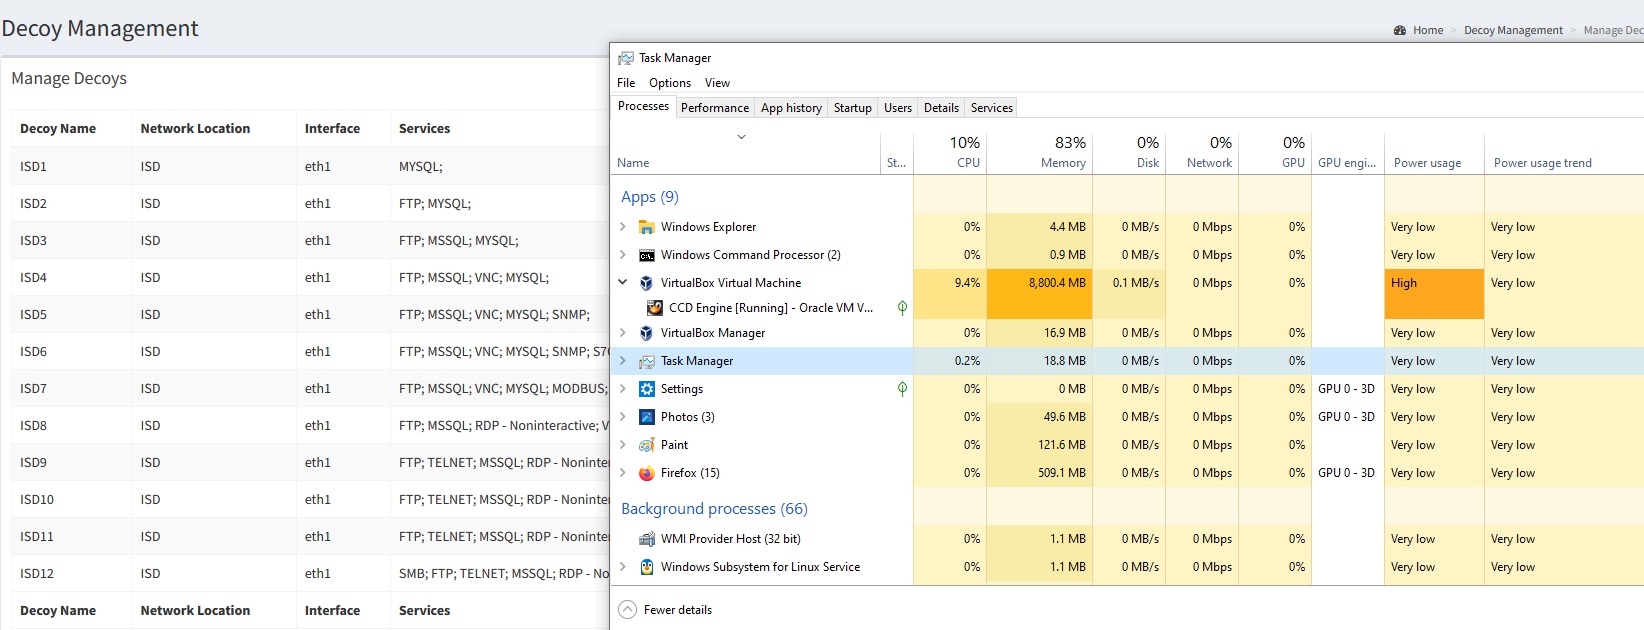 Decoy Management
Home > Decoy Management > Manage Dec
Manage Decoys
Decoy Name Network Location Interface Services
ISD1 ISD eth1 MYSQL;
ISD2 ISD eth1 FTP; MYSQL;
ISD3 ISD eth1 FTP; MSSQL; MYSQL;
ISD4 ISD eth1 FTP; MSSQL; VNC; MYSQL;
ISD5 ISD eth1 FTP; MSSQL; VNC; MYSQL; SNMP;
ISD6 ISD eth1 FTP; MSSQL; VNC; MYSQL; SNMP; S7
ISD7 ISD eth1 FTP; MSSQL; VNC; MYSQL; MODBUS;
ISD8 ISD eth1 FTP; MSSQL; RDP - Noninteractive; V
ISD9 ISD eth1 FTP; TELNET; MSSQL; RDP - Noninte
ISD10 ISD eth1 FTP; TELNET; MSSQL; RDP - Noninter
ISD11 ISD eth1 FTP; TELNET; MSSQL; RDP - Noninter
ISD12 ISD eth1 SMB; FTP; TELNET; MSSQL; RDP - No
Decoy Name Network Location Interface Services
Task Manager
File Options View
Processes Performance App history Startup Users Details Services
10% 83% 0% 0% 0%
Name St... CPU Memory Disk Network GPU GPU engi... Power usage Power usage trend
Apps (9)
Windows Explorer 0% 4.4 MB 0 MB/s 0 Mbps 0% Very low Very low
Windows Command Processor (2) 0% 0.9 MB 0 MB/s 0 Mbps 0% Very low Very low
VirtualBox Virtual Machine 9.4% 8,800.4 MB 0.1 MB/s 0 Mbps 0% High Very low
CCD Engine [Running] - Oracle VM V...
VirtualBox Manager 0% 16.9 MB 0 MB/s 0 Mbps 0% Very low Very low
Task Manager 0.2% 18.8 MB 0 MB/s 0 Mbps 0% Very low Very low
Settings 0% 0 MB 0 MB/s 0 Mbps 0% GPU 0 - 3D Very low Very low
Photos (3) 0% 49.6 MB 0 MB/s 0 Mbps 0% GPU 0 - 3D Very low Very low
Paint 0% 121.6 MB 0 MB/s 0 Mbps 0% Very low Very low
Firefox (15) 0% 509.1 MB 0 MB/s 0 Mbps 0% GPU 0 - 3D Very low Very low
Background processes (66)
WMI Provider Host (32 bit) 0% 1.1 MB 0 MB/s 0 Mbps 0% Very low Very low
Windows Subsystem for Linux Service 0% 1.1 MB 0 MB/s 0 Mbps 0% Very low Very low
Fewer details